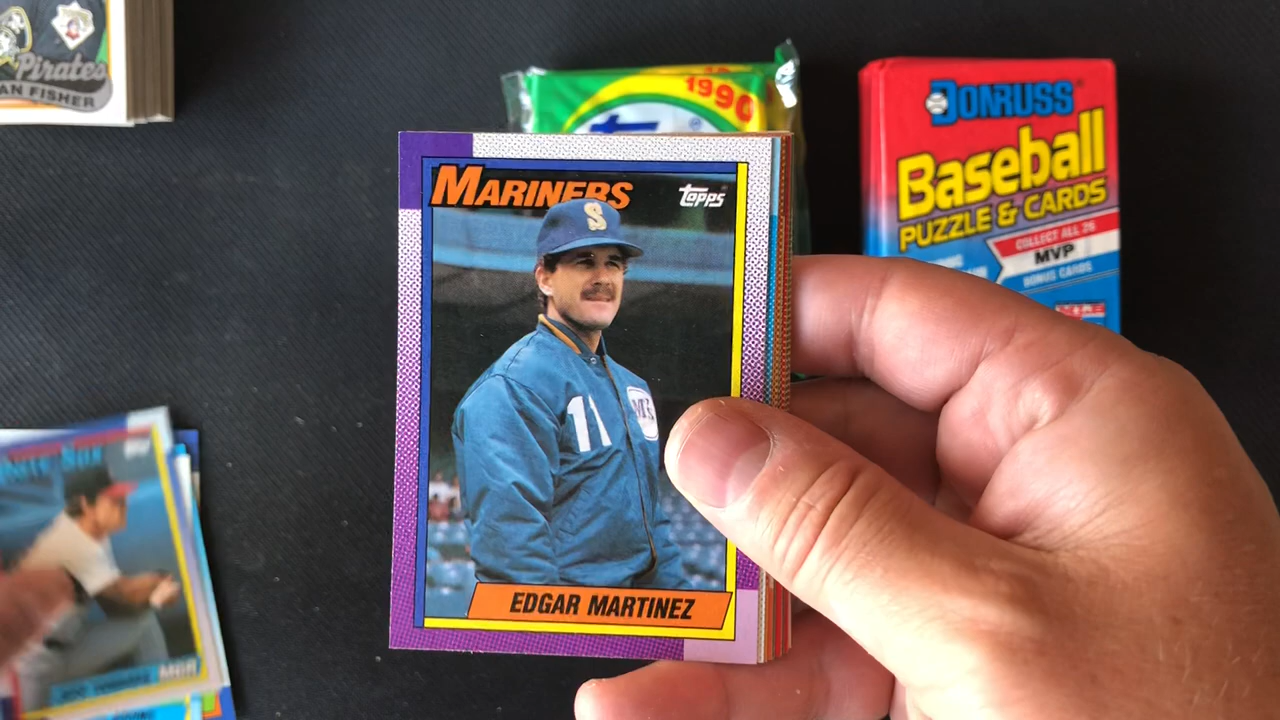 Pirates
AN FISHER
1990
MARINERS
topps
S
11
M's
EDGAR MARTINEZ
DONRUSS
Baseball
PUZZLE & CARDS
COLLECT ALL 26
MVP
BONUS CARDS
MGR